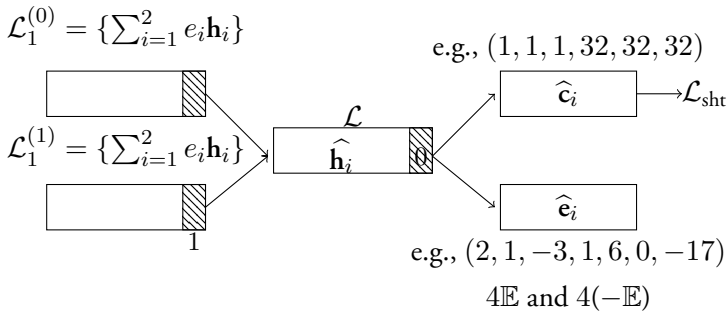 $\mathcal{L}_1^{(0)} = \{\sum_{i=1}^{2} e_i \mathbf{h}_i\}$
e.g., (1, 1, 1, 32, 32, 32)
$\widehat{\mathbf{c}}_i$
$\mathcal{L}_{\text{sht}}$
$\mathcal{L}$
$\mathcal{L}_1^{(1)} = \{\sum_{i=1}^{2} e_i \mathbf{h}_i\}$
$\widehat{\mathbf{h}}_i$
0
$\widehat{\mathbf{e}}_i$
1
e.g., (2, 1, −3, 1, 6, 0, −17)
$4\mathbb{E}$ and $4(-\mathbb{E})$